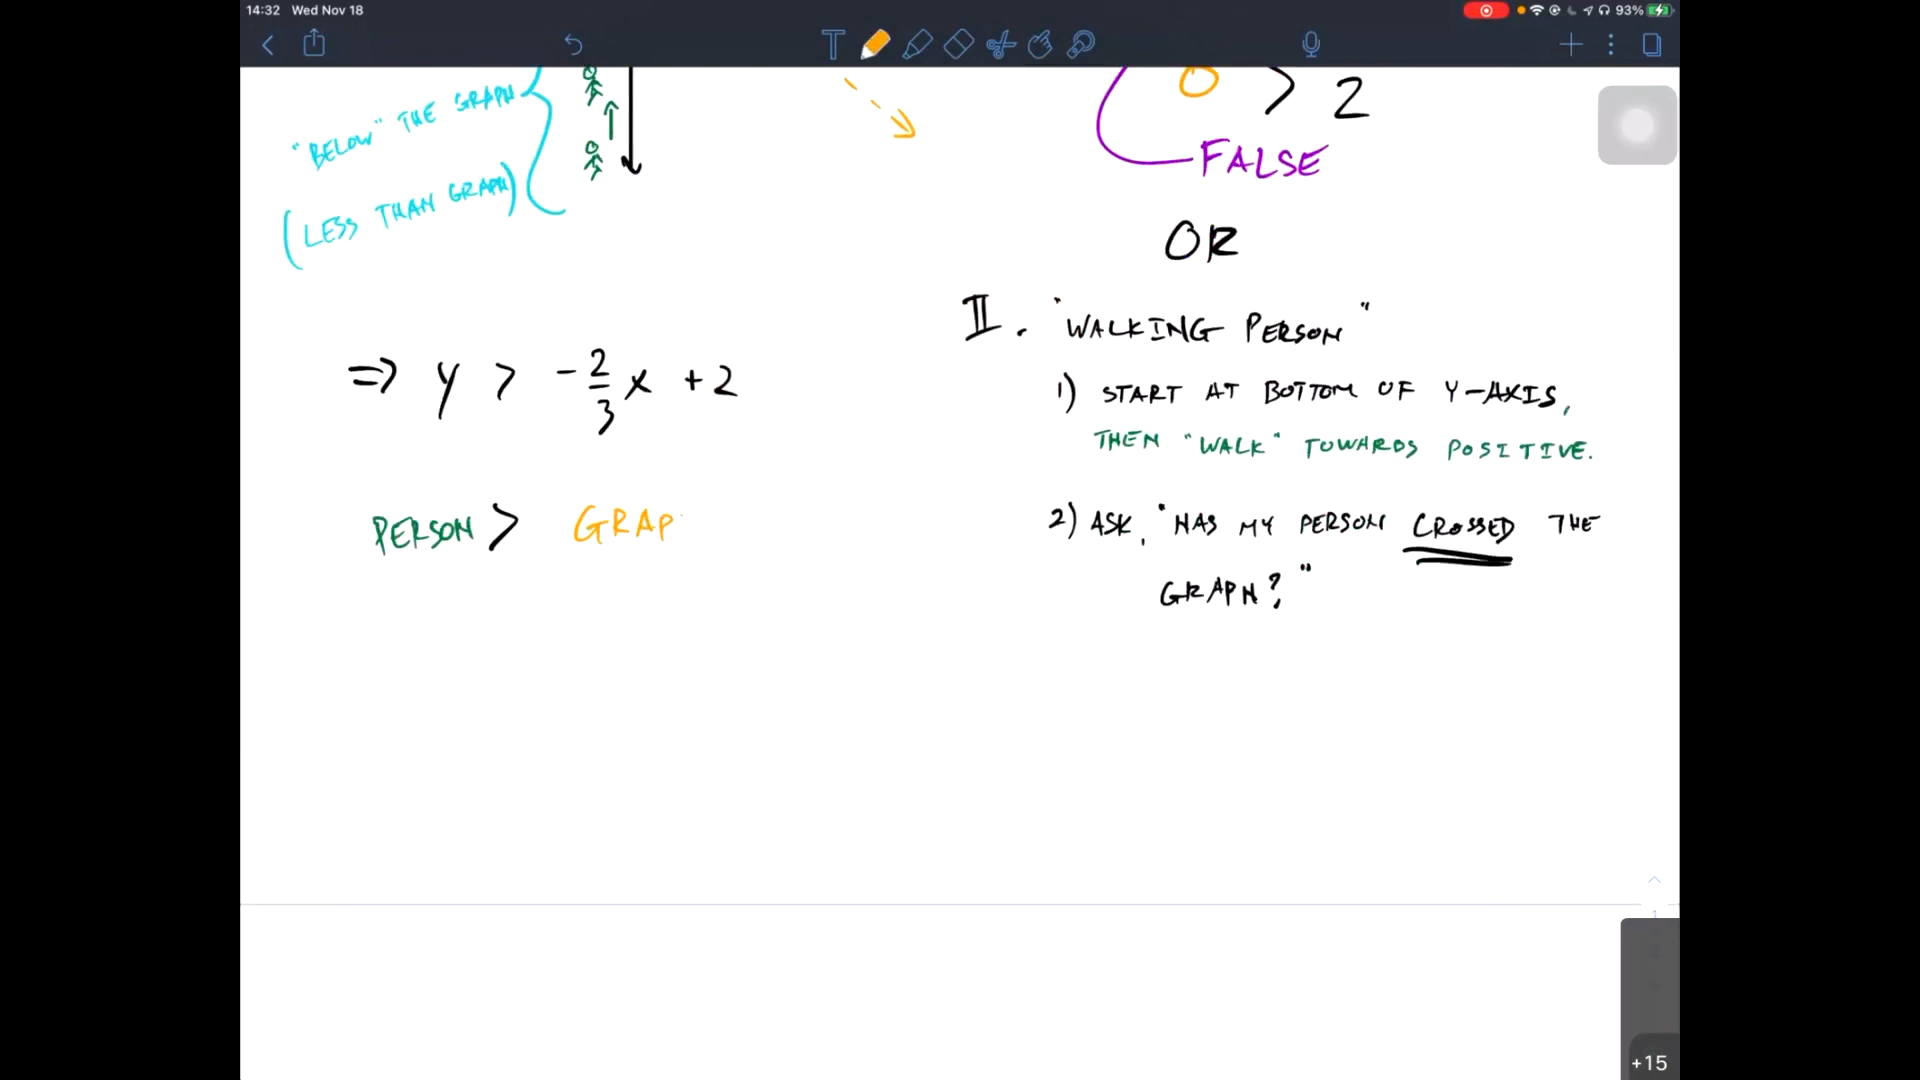 14:32 Wed Nov 18
93%
"BELOW" THE GRAPH
(LESS THAN GRAPH)
0 > 2
FALSE
OR
II. "WALKING PERSON"
1) START AT BOTTOM OF Y-AXIS,
THEN "WALK" TOWARDS POSITIVE.
⇒ y > -2/3 x + 2
2) ASK, "HAS MY PERSON CROSSED THE
GRAPH?"
PERSON > GRAP
1
+15